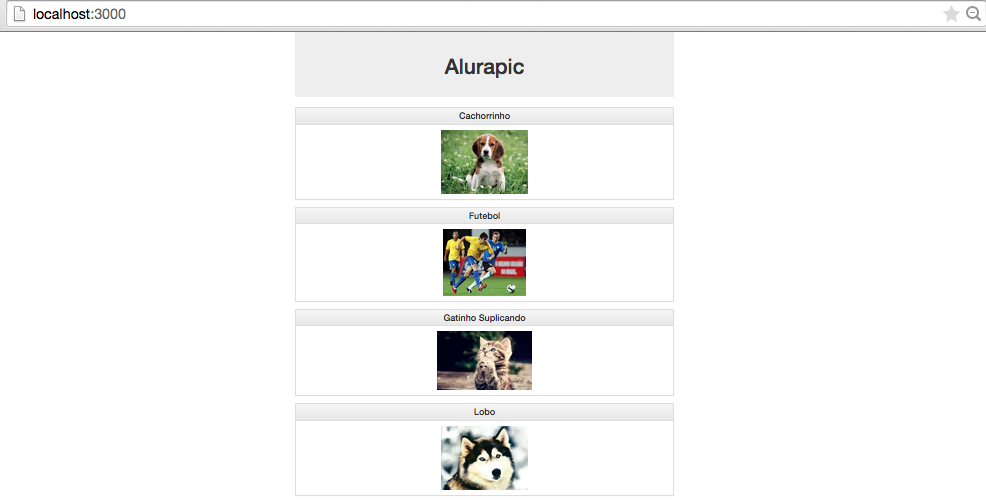 localhost:3000
Alurapic
Cachorrinho
Futebol
Gatinho Suplicando
Lobo